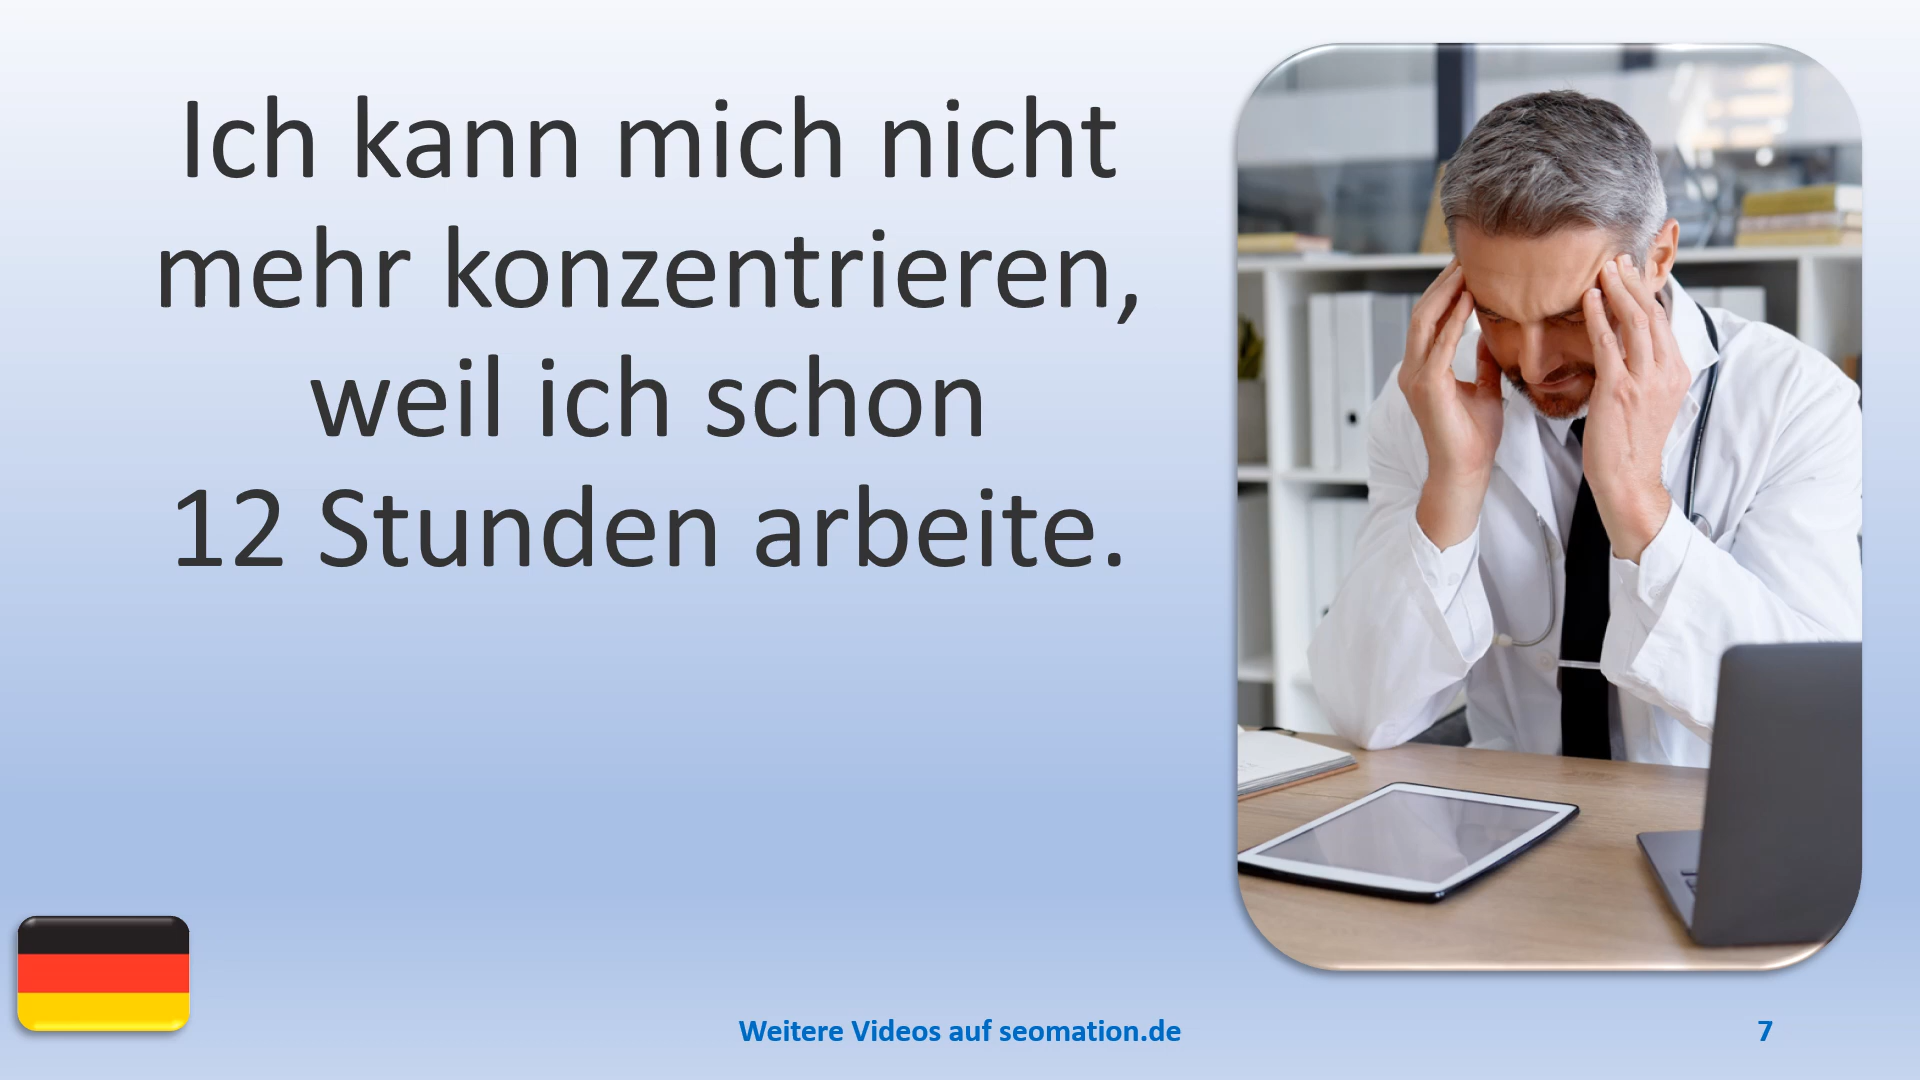 Ich kann mich nicht
mehr konzentrieren,
weil ich schon
12 Stunden arbeite.
Weitere Videos auf seomation.de
7